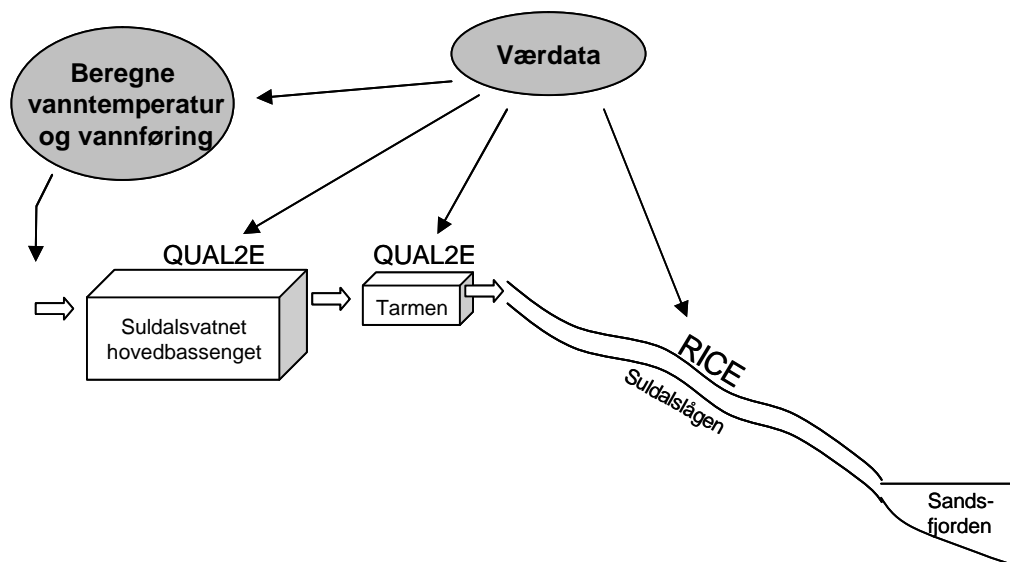 Værdata
Beregne
vanntemperatur
og vannføring
QUAL2E
QUAL2E
Suldalsvatnet
hovedbassenget
Tarmen
RICE
Suldalslågen
Sands-
fjorden